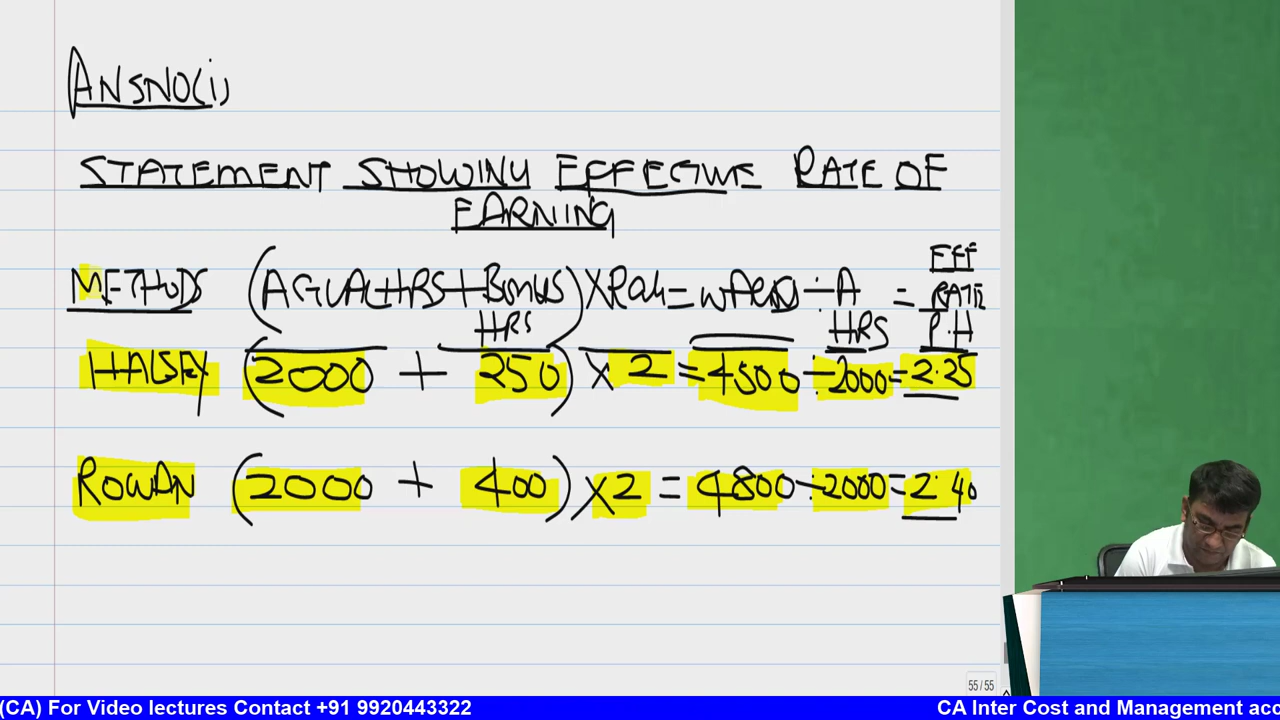 ANSNO(i)
STATEMENT SHOWING EFFECTIVE RATE OF
EARNING
METHODS (ACTUAL HRS + BONUS HRS) X Rate = WAGES ÷ A HRS = EFF RATE P.H
HALSEY (2000 + 250) X 2 = 4500 ÷ 2000 = 2.25
ROWAN (2000 + 400) X 2 = 4800 ÷ 2000 = 2.40
55 / 55
(CA) For Video lectures Contact +91 9920443322
CA Inter Cost and Management acc